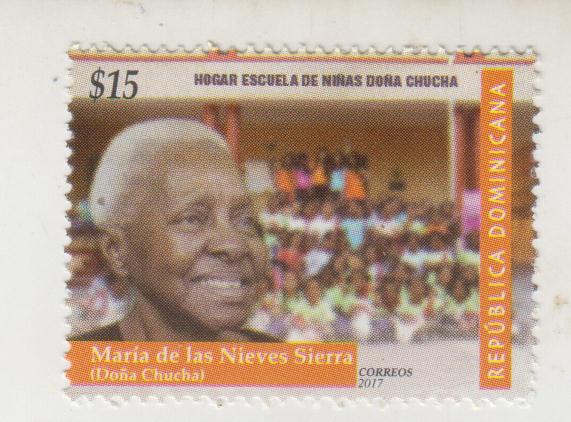 $15
HOGAR ESCUELA DE NIÑAS DOÑA CHUCHA
REPÚBLICA DOMINICANA
María de las Nieves Sierra
(Doña Chucha)
CORREOS
2017